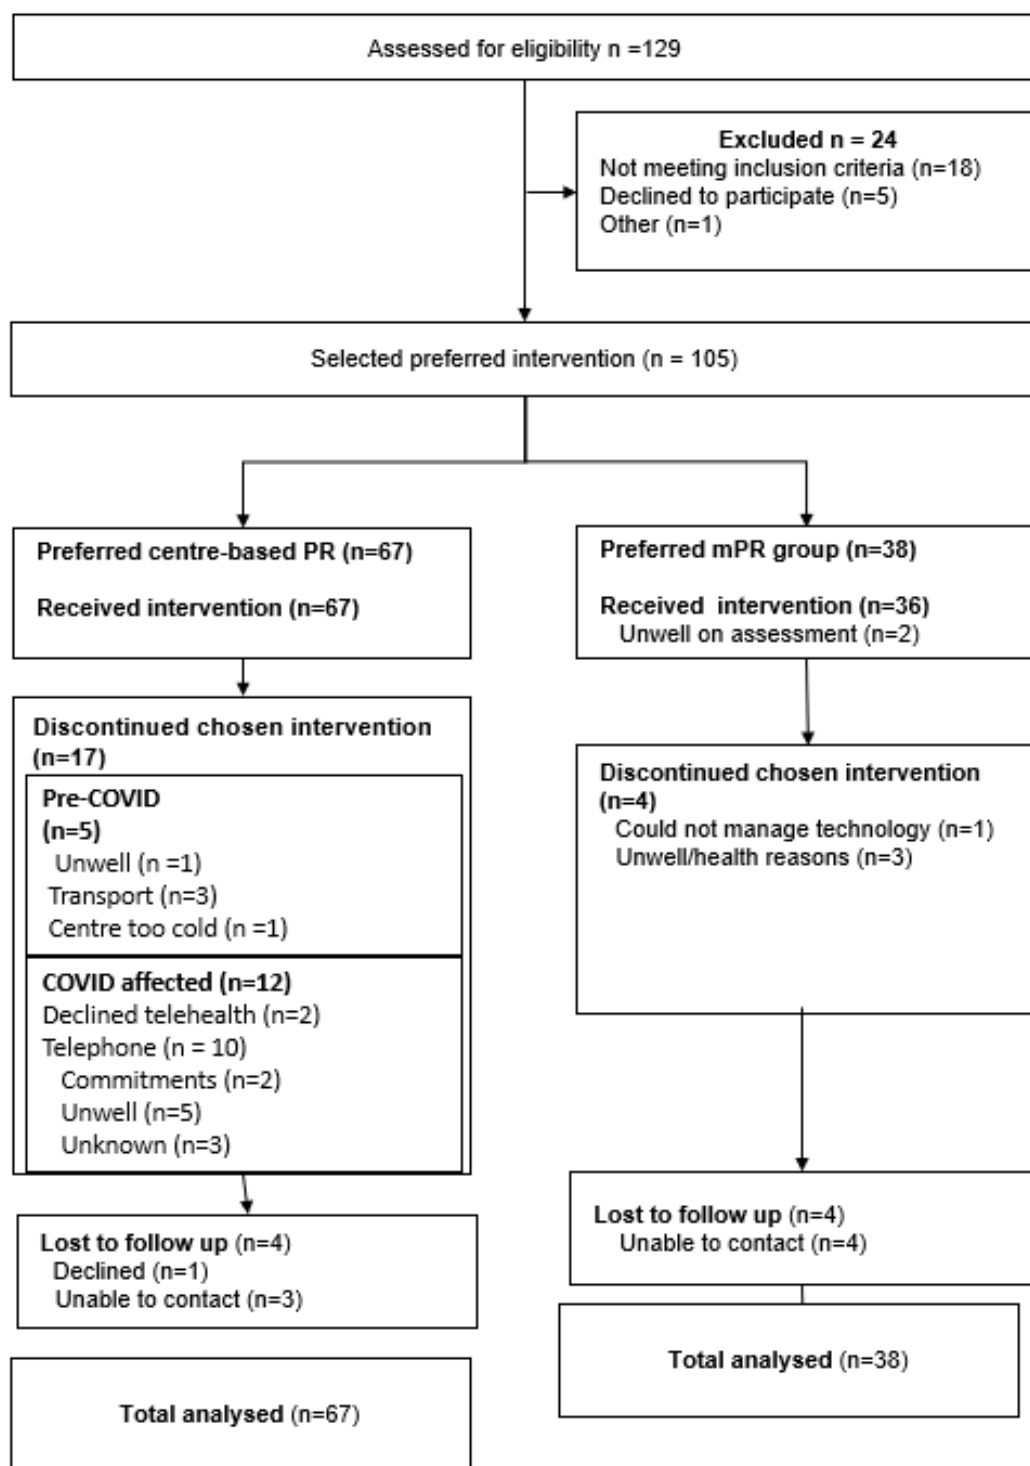 Assessed for eligibility n =129
Excluded n = 24
Not meeting inclusion criteria (n=18)
Declined to participate (n=5)
Other (n=1)
Selected preferred intervention (n = 105)
Preferred centre-based PR (n=67)
Received intervention (n=67)
Preferred mPR group (n=38)
Received  intervention (n=36)
Unwell on assessment (n=2)
Discontinued chosen intervention
(n=17)
Pre-COVID
(n=5)
Unwell (n =1)
Transport (n=3)
Centre too cold (n =1)
COVID affected (n=12)
Declined telehealth (n=2)
Telephone (n = 10)
Commitments (n=2)
Unwell (n=5)
Unknown (n=3)
Discontinued chosen intervention
(n=4)
Could not manage technology (n=1)
Unwell/health reasons (n=3)
Lost to follow up (n=4)
Declined (n=1)
Unable to contact (n=3)
Lost to follow up (n=4)
Unable to contact (n=4)
Total analysed (n=67)
Total analysed (n=38)